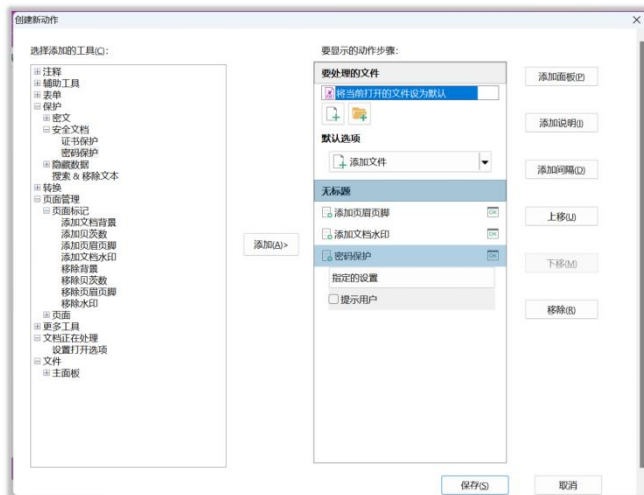 创建新动作
选择添加的工具(C):
注释
辅助工具
表单
保护
密文
安全文档
证书保护
密码保护
隐藏数据
搜索 & 移除文本
转换
页面管理
页面标记
添加文档背景
添加贝茨数
添加页眉页脚
添加文档水印
移除背景
移除贝茨数
移除页眉页脚
移除水印
页面
更多工具
文档正在处理
设置打开选项
文件
主面板
添加(A)>
要显示的动作步骤:
要处理的文件
将当前打开的文件设为默认
默认选项
添加文件
无标题
添加页眉页脚
添加文档水印
密码保护
指定的设置
提示用户
添加面板(P)
添加说明(I)
添加间隔(D)
上移(U)
下移(M)
移除(R)
保存(S)
取消